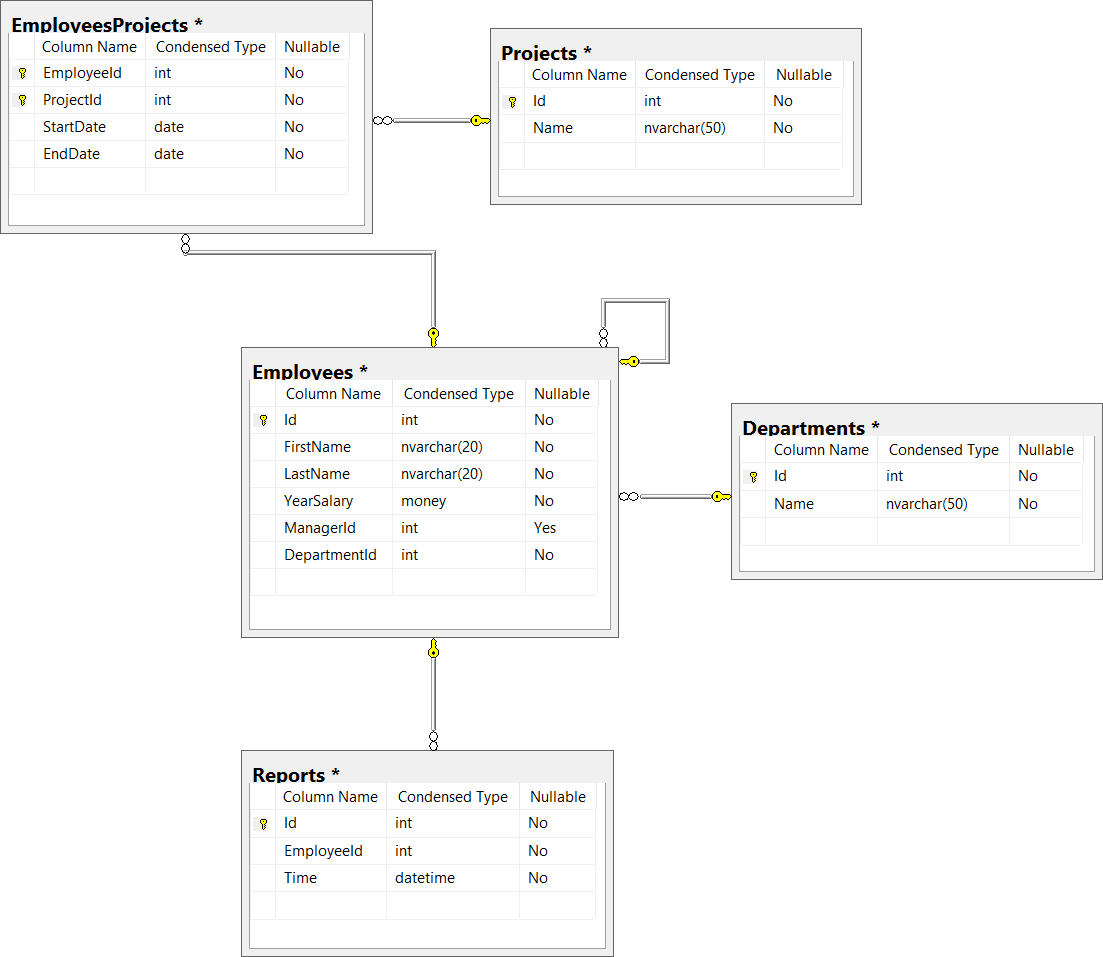 EmployeesProjects *
Column Name Condensed Type Nullable
EmployeeId int No
ProjectId int No
StartDate date No
EndDate date No
Projects *
Column Name Condensed Type Nullable
Id int No
Name nvarchar(50) No
Employees *
Column Name Condensed Type Nullable
Id int No
FirstName nvarchar(20) No
LastName nvarchar(20) No
YearSalary money No
ManagerId int Yes
DepartmentId int No
Departments *
Column Name Condensed Type Nullable
Id int No
Name nvarchar(50) No
Reports *
Column Name Condensed Type Nullable
Id int No
EmployeeId int No
Time datetime No